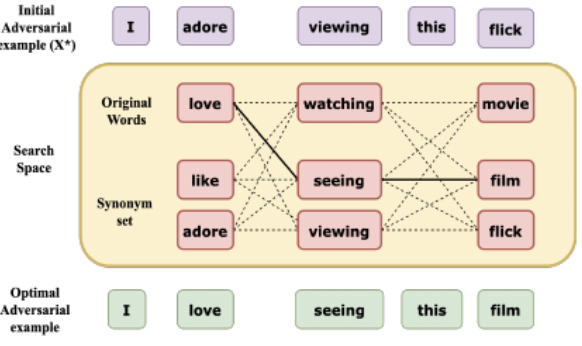 Initial
Adversarial
example (X*)
I adore viewing this flick
Original
Words
love watching movie
Search
Space
like seeing film
Synonym
set
adore viewing flick
Optimal
Adversarial
example
I love seeing this film